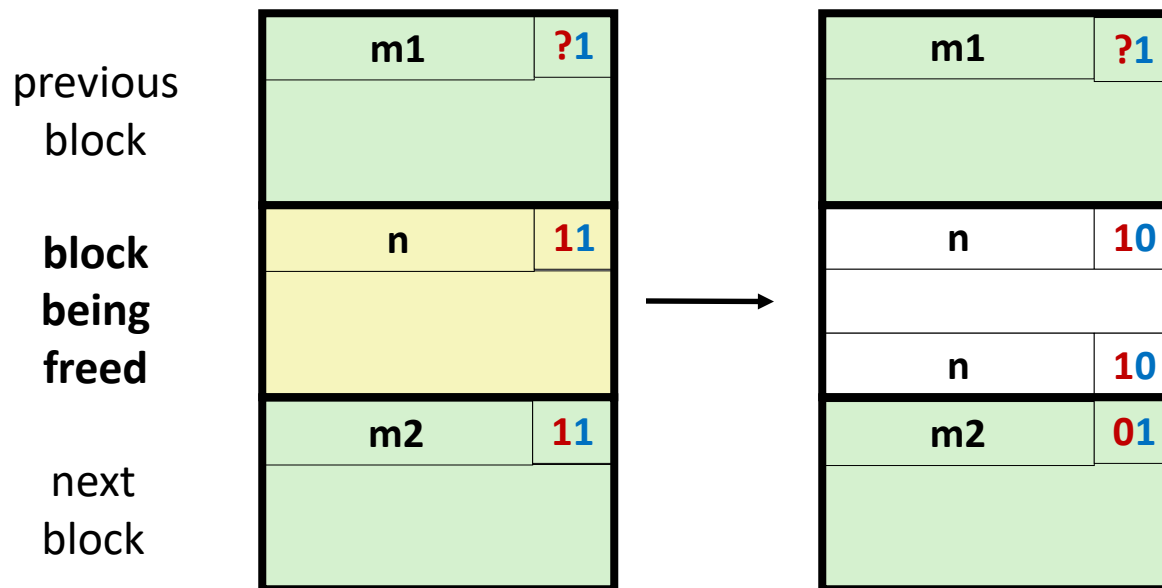 m1 ?1 m1 ?1
previous
block
n 11 n 10
block
being
freed
n 10
m2 11 m2 01
next
block